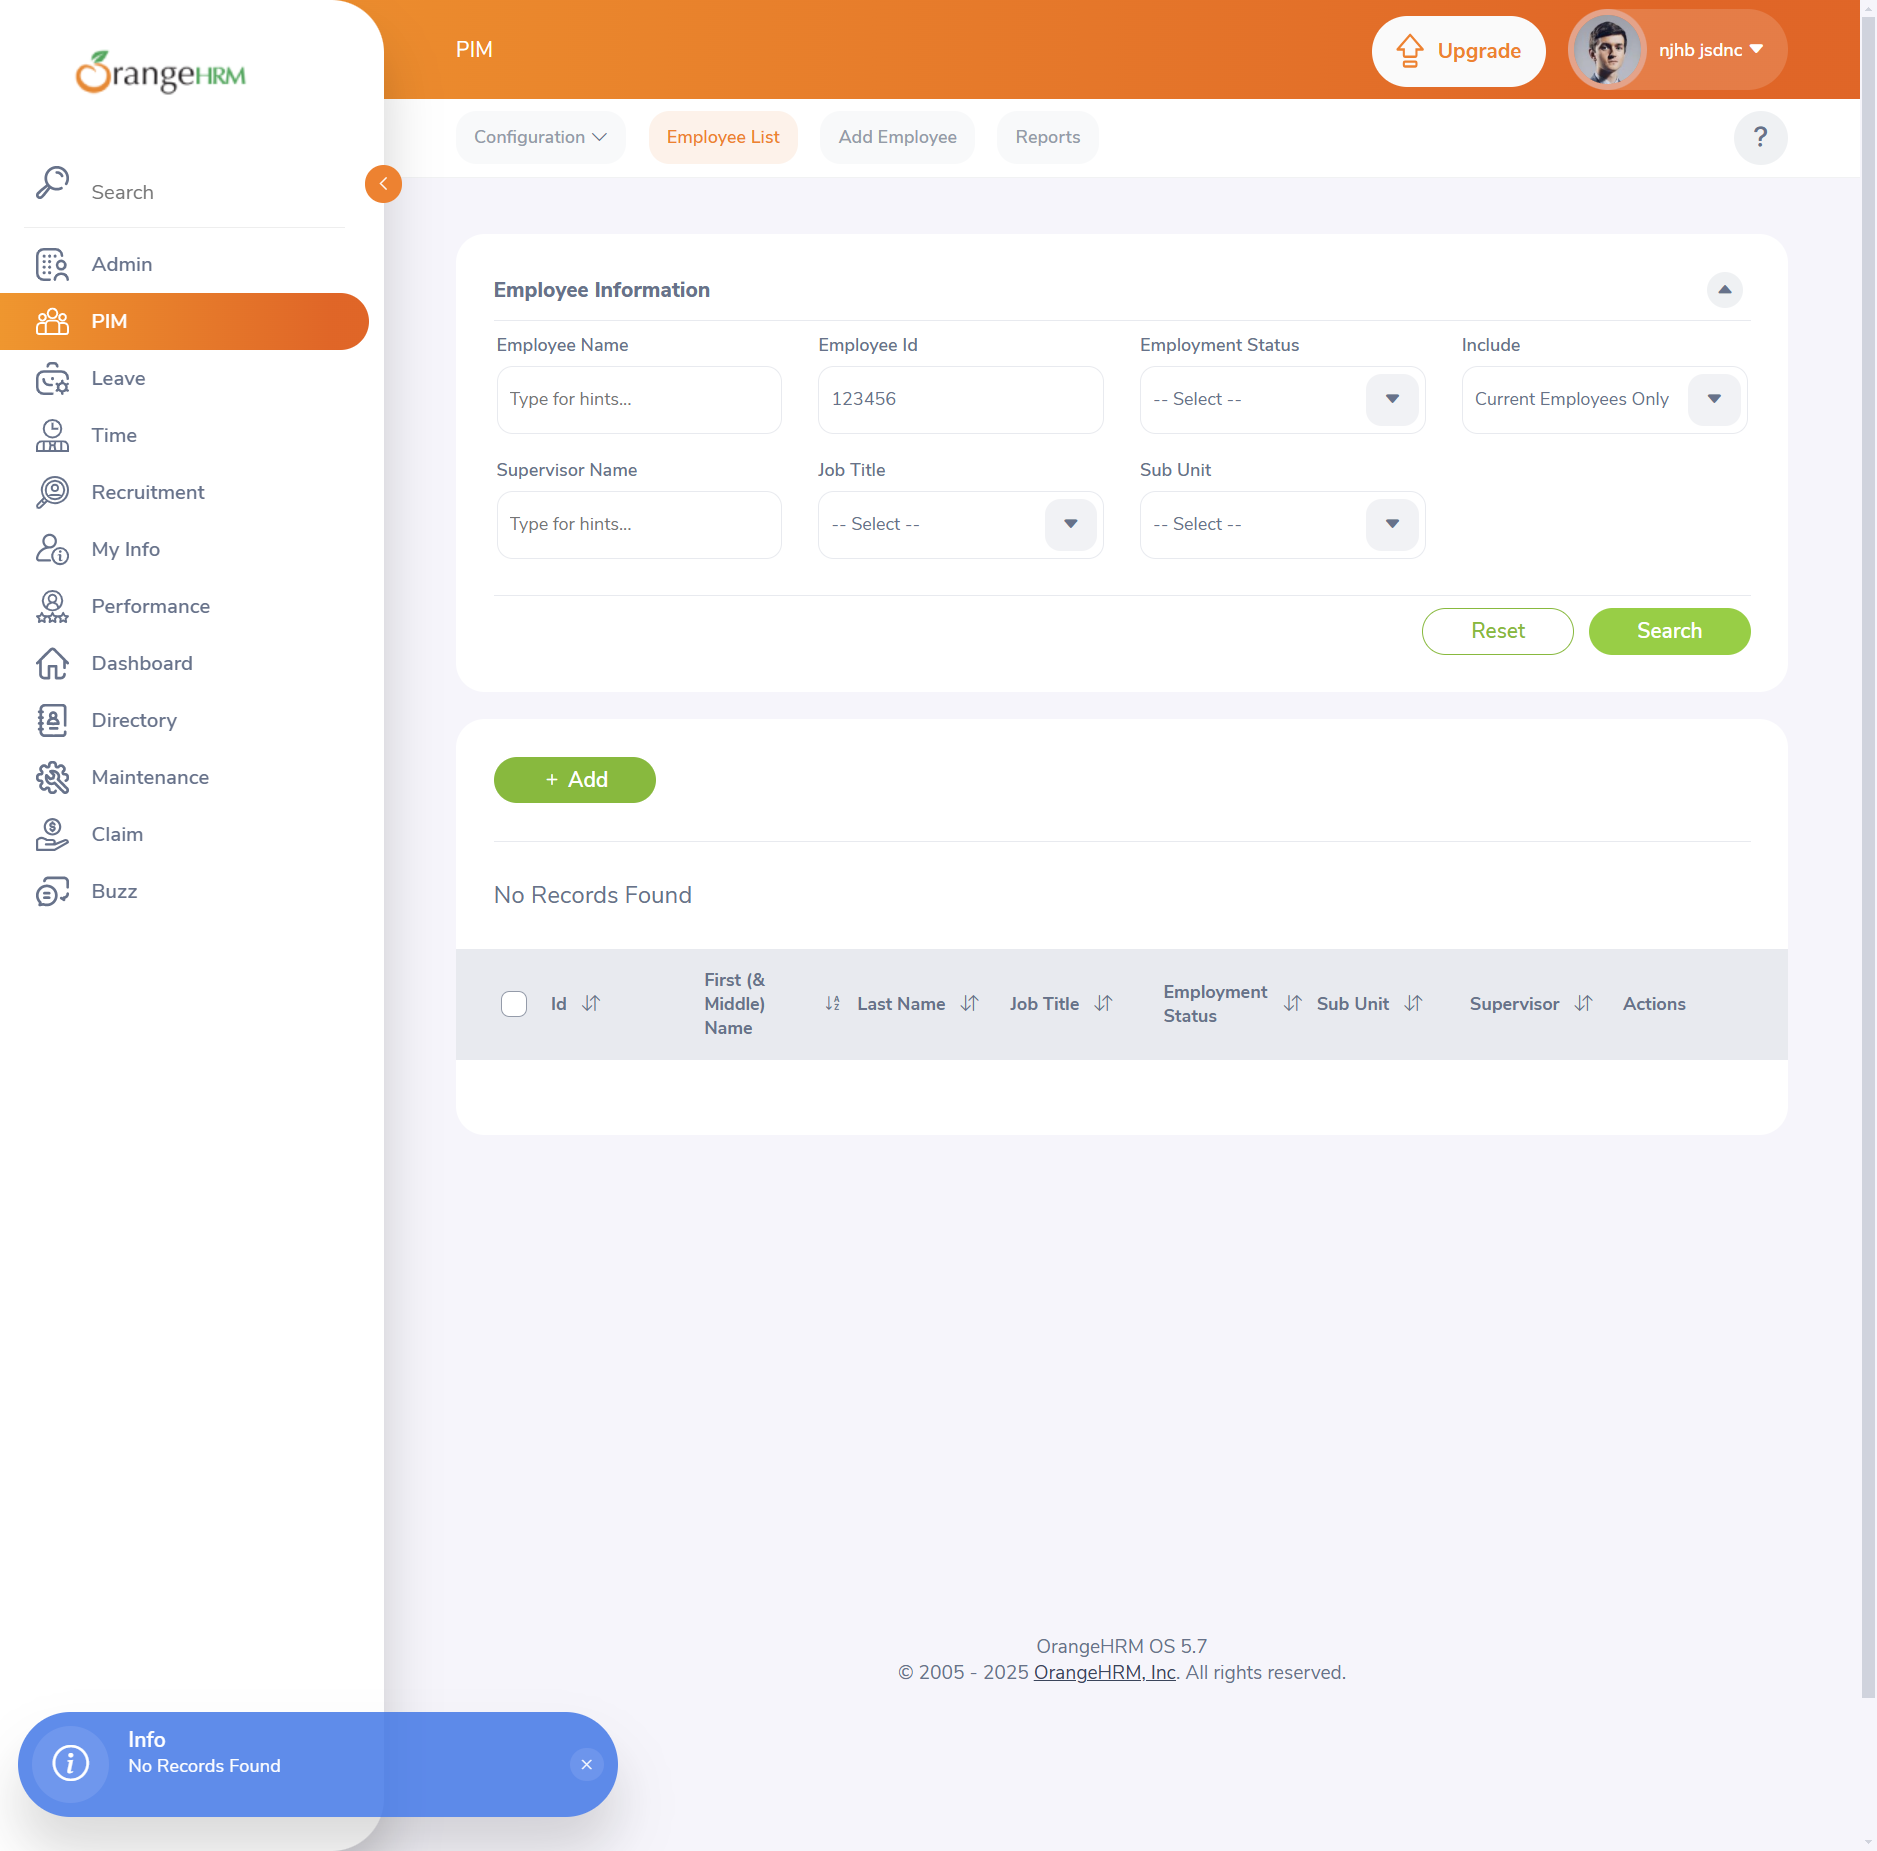 OrangeHRM
Search
Admin
PIM
Leave
Time
Recruitment
My Info
Performance
Dashboard
Directory
Maintenance
Claim
Buzz
PIM
Upgrade
njhb jsdnc
Configuration
Employee List
Add Employee
Reports
?
Employee Information
Employee Name
Employee Id
Employment Status
Include
Type for hints...
123456
-- Select --
Current Employees Only
Supervisor Name
Job Title
Sub Unit
Type for hints...
-- Select --
-- Select --
Reset
Search
+ Add
No Records Found
Id
First (& Middle) Name
Last Name
Job Title
Employment Status
Sub Unit
Supervisor
Actions
OrangeHRM OS 5.7
© 2005 - 2025 OrangeHRM, Inc. All rights reserved.
Info
No Records Found